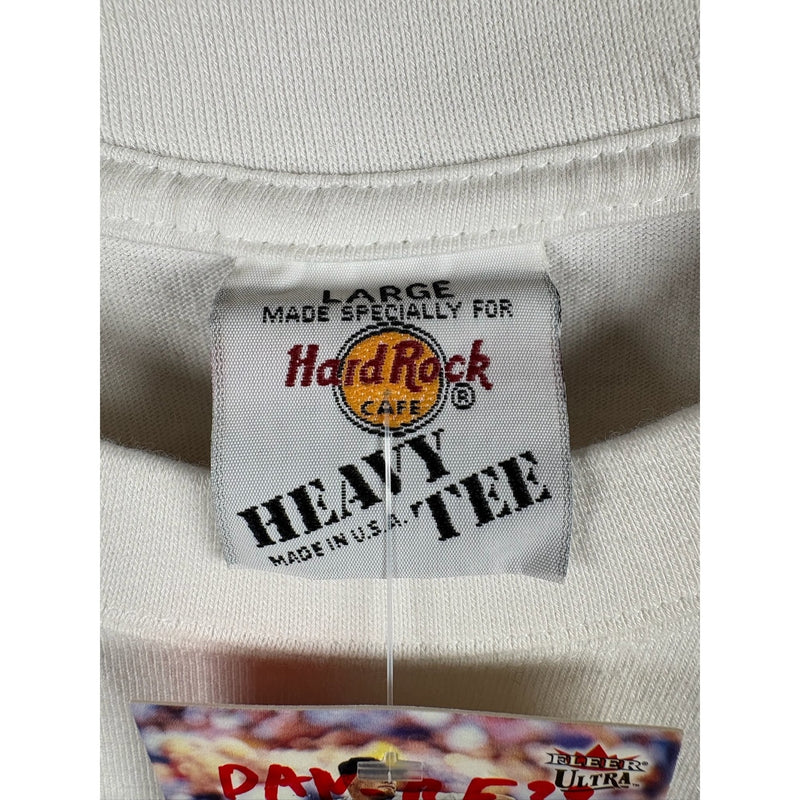 LARGE
MADE SPECIALLY FOR
Hard Rock
CAFE ®
HEAVY
TEE
MADE IN U.S.A.
FLEER
ULTRA